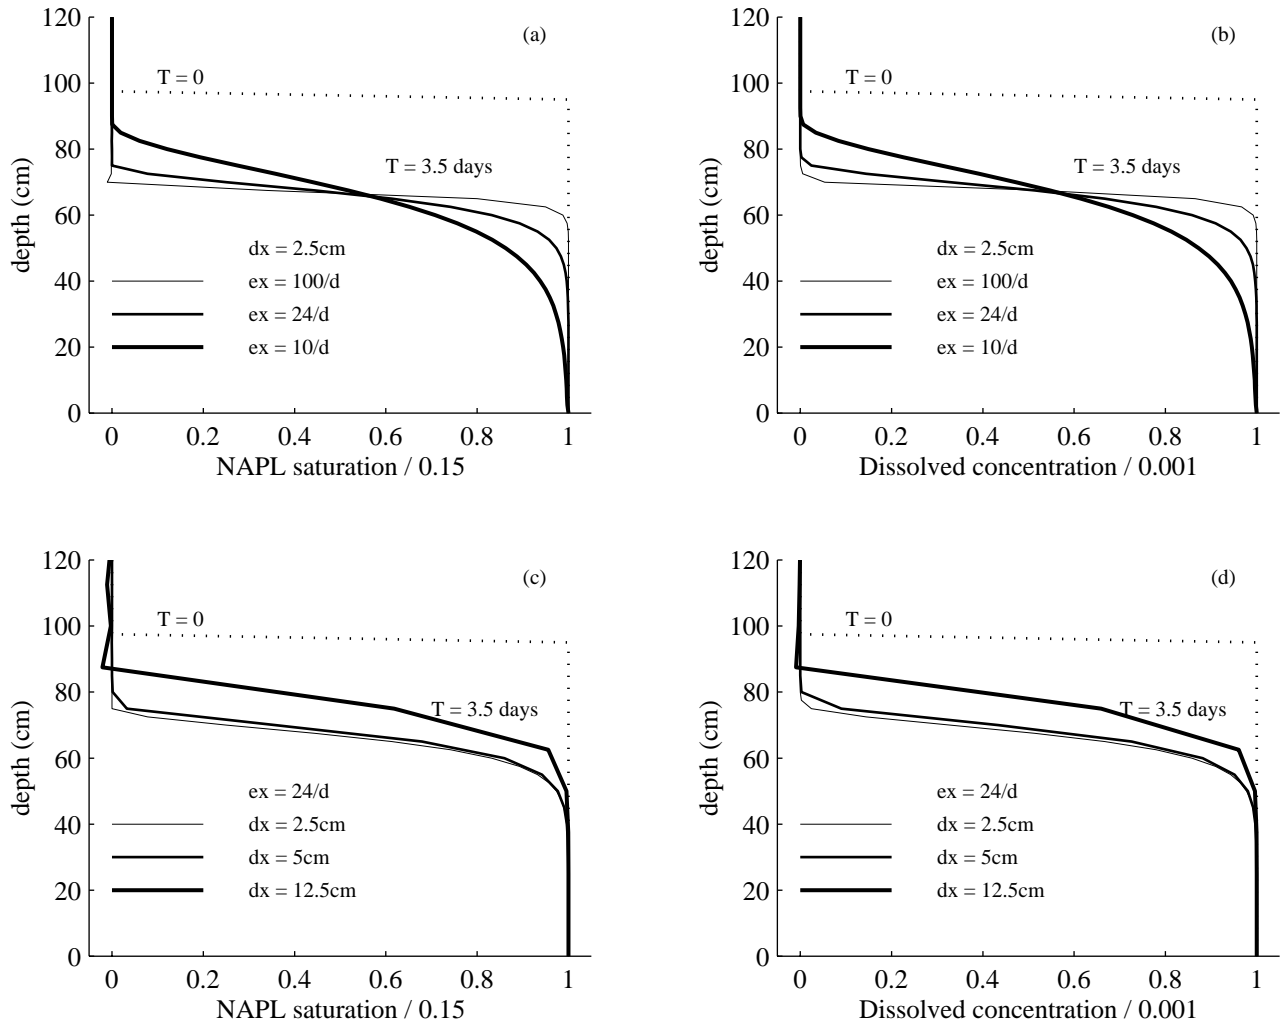 120
100
80
60
40
20
0
depth (cm)
(a)
T = 0
T = 3.5 days
dx = 2.5cm
ex = 100/d
ex = 24/d
ex = 10/d
0 0.2 0.4 0.6 0.8 1
NAPL saturation / 0.15
120
100
80
60
40
20
0
depth (cm)
(b)
T = 0
T = 3.5 days
dx = 2.5cm
ex = 100/d
ex = 24/d
ex = 10/d
0 0.2 0.4 0.6 0.8 1
Dissolved concentration / 0.001
120
100
80
60
40
20
0
depth (cm)
(c)
T = 0
T = 3.5 days
ex = 24/d
dx = 2.5cm
dx = 5cm
dx = 12.5cm
0 0.2 0.4 0.6 0.8 1
NAPL saturation / 0.15
120
100
80
60
40
20
0
depth (cm)
(d)
T = 0
T = 3.5 days
ex = 24/d
dx = 2.5cm
dx = 5cm
dx = 12.5cm
0 0.2 0.4 0.6 0.8 1
Dissolved concentration / 0.001